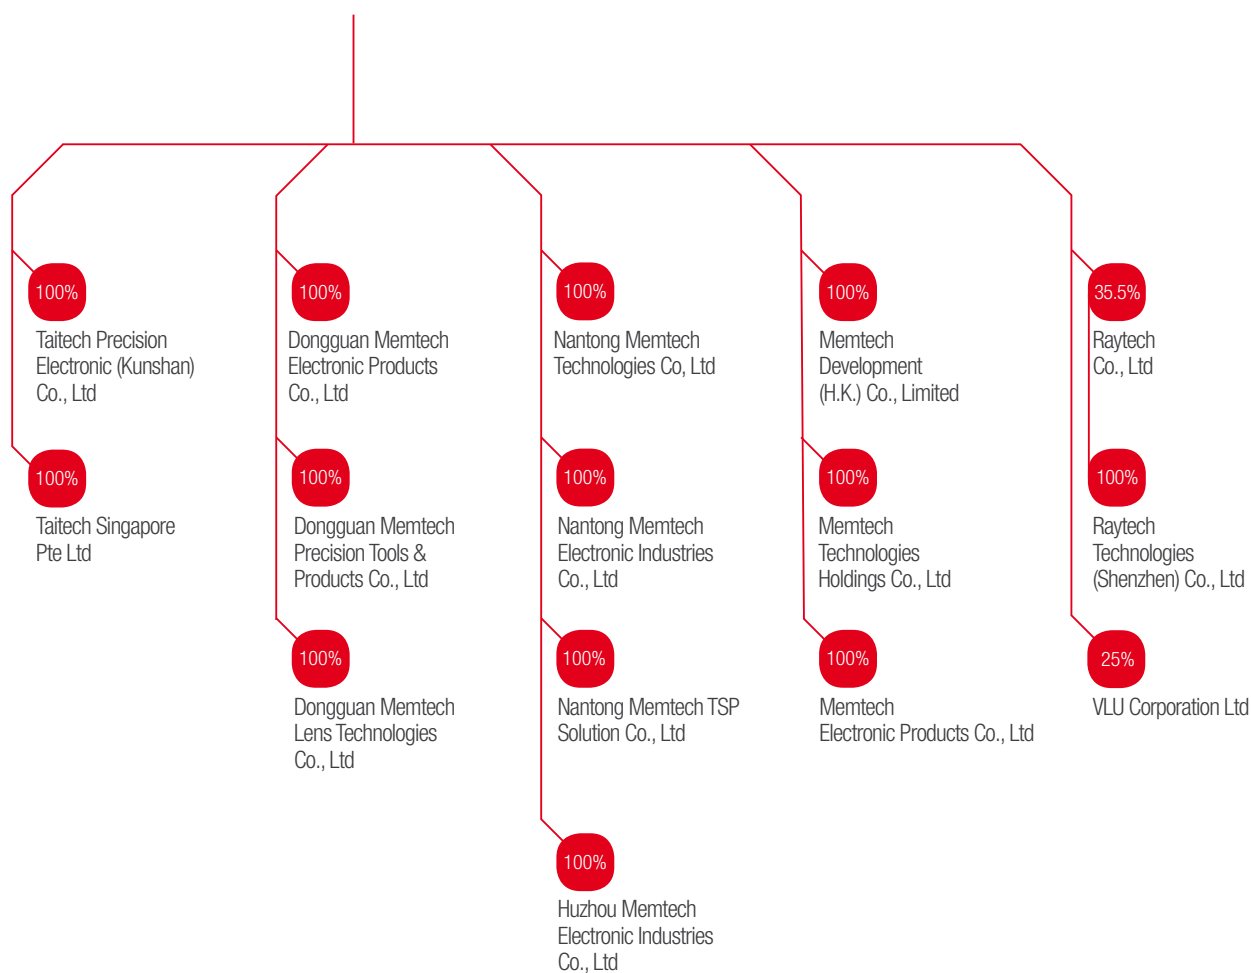 100%
Taitech Precision
Electronic (Kunshan)
Co., Ltd
100%
Taitech Singapore
Pte Ltd
100%
Dongguan Memtech
Electronic Products
Co., Ltd
100%
Dongguan Memtech
Precision Tools &
Products Co., Ltd
100%
Dongguan Memtech
Lens Technologies
Co., Ltd
100%
Nantong Memtech
Technologies Co, Ltd
100%
Nantong Memtech
Electronic Industries
Co., Ltd
100%
Nantong Memtech TSP
Solution Co., Ltd
100%
Huzhou Memtech
Electronic Industries
Co., Ltd
100%
Memtech
Development
(H.K.) Co., Limited
100%
Memtech
Technologies
Holdings Co., Ltd
100%
Memtech
Electronic Products Co., Ltd
35.5%
Raytech
Co., Ltd
100%
Raytech
Technologies
(Shenzhen) Co., Ltd
25%
VLU Corporation Ltd